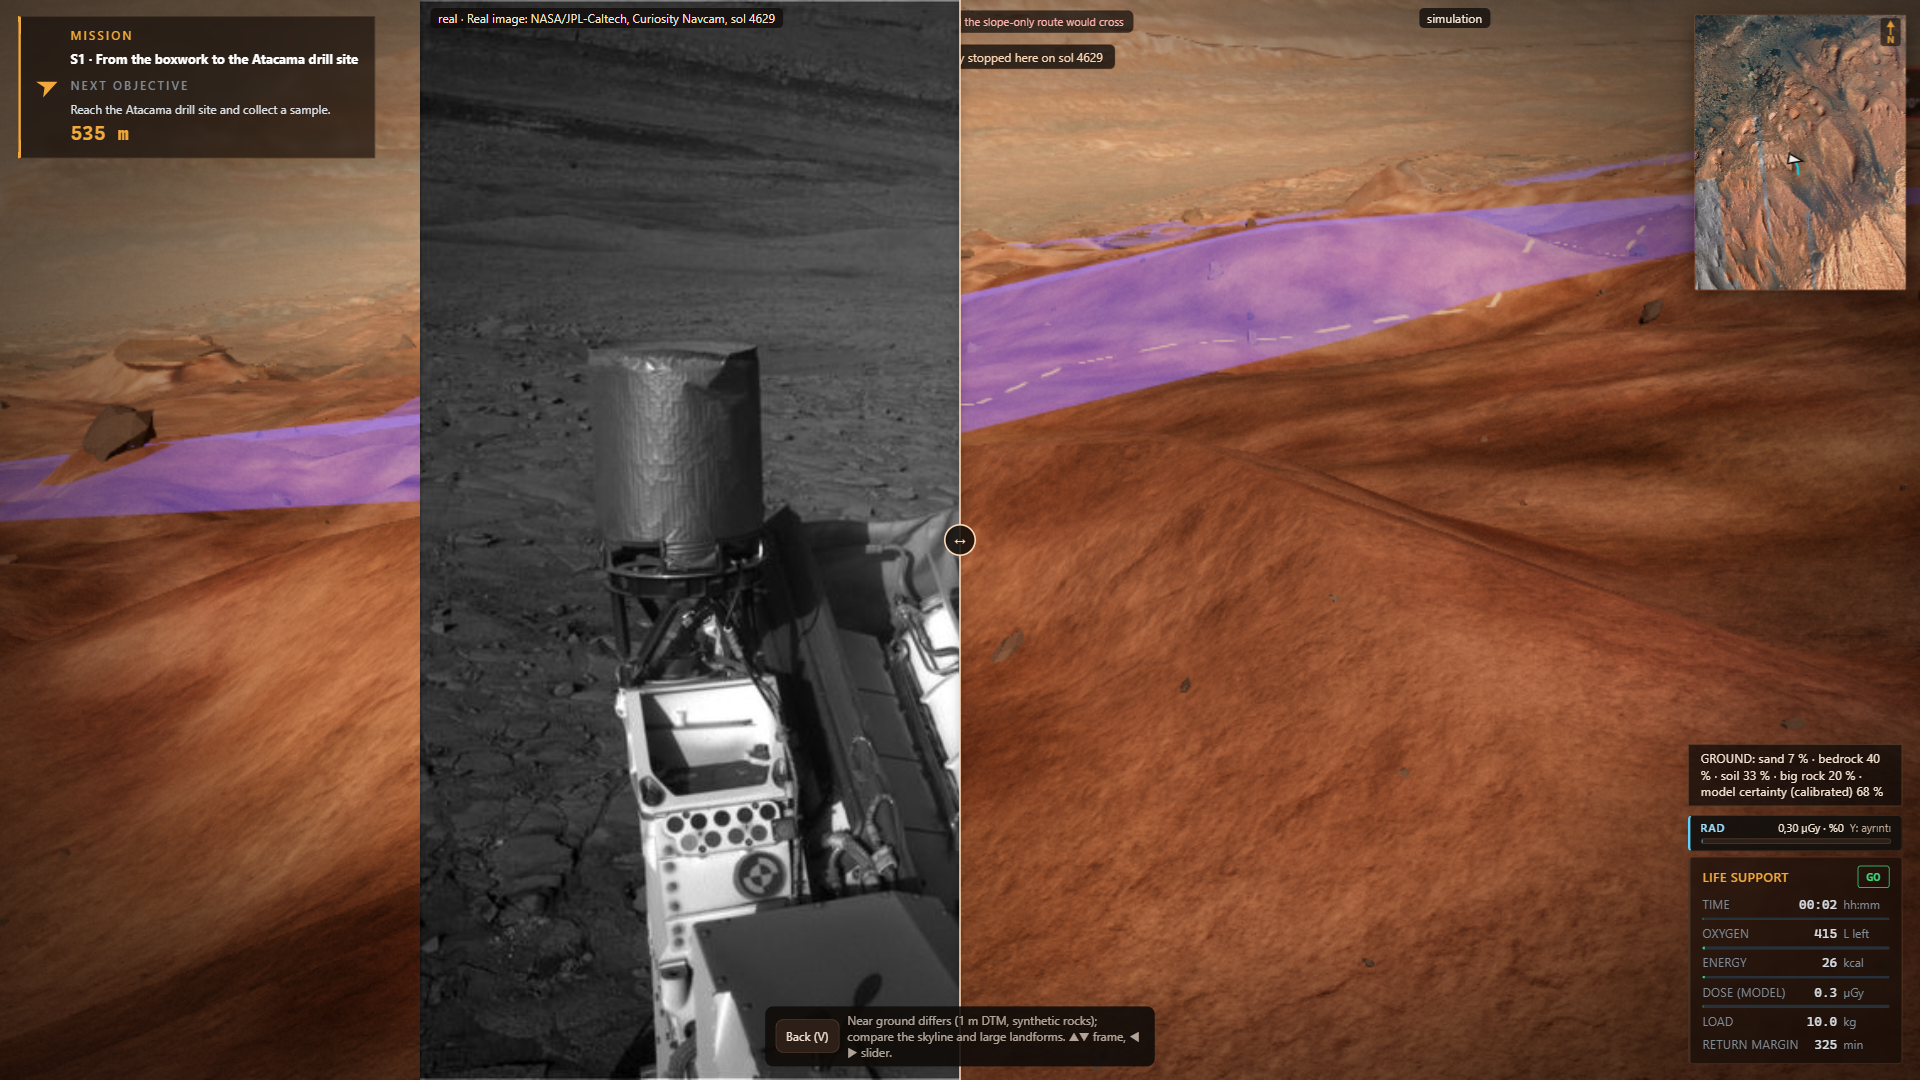 MISSION
S1 · From the boxwork to the Atacama drill site
NEXT OBJECTIVE
Reach the Atacama drill site and collect a sample.
535 m
real · Real image: NASA/JPL-Caltech, Curiosity Navcam, sol 4629
the slope-only route would cross
y stopped here on sol 4629
simulation
N
GROUND: sand 7 % · bedrock 40
% · soil 33 % · big rock 20 % ·
model certainty (calibrated) 68 %
RAD 0,30 µGy · %0 Y: ayrıntı
LIFE SUPPORT GO
TIME 00:02 hh:mm
OXYGEN 415 L left
ENERGY 26 kcal
DOSE (MODEL) 0.3 µGy
LOAD 10.0 kg
RETURN MARGIN 325 min
Back (V)
Near ground differs (1 m DTM, synthetic rocks);
compare the skyline and large landforms. ▲▼ frame, ◀
▶ slider.